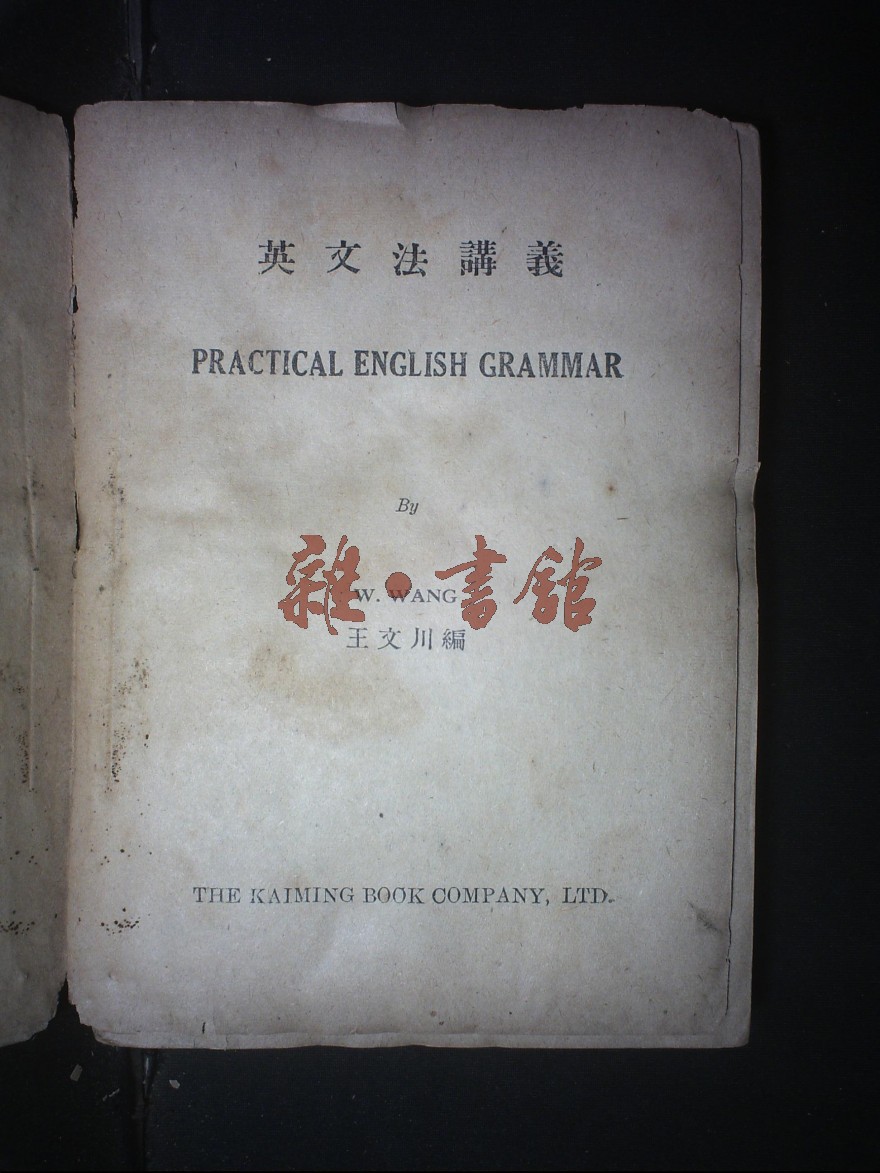 英文法講義
PRACTICAL ENGLISH GRAMMAR
By
雜·書館
W. WANG
王文川編
THE KAIMING BOOK COMPANY, LTD.